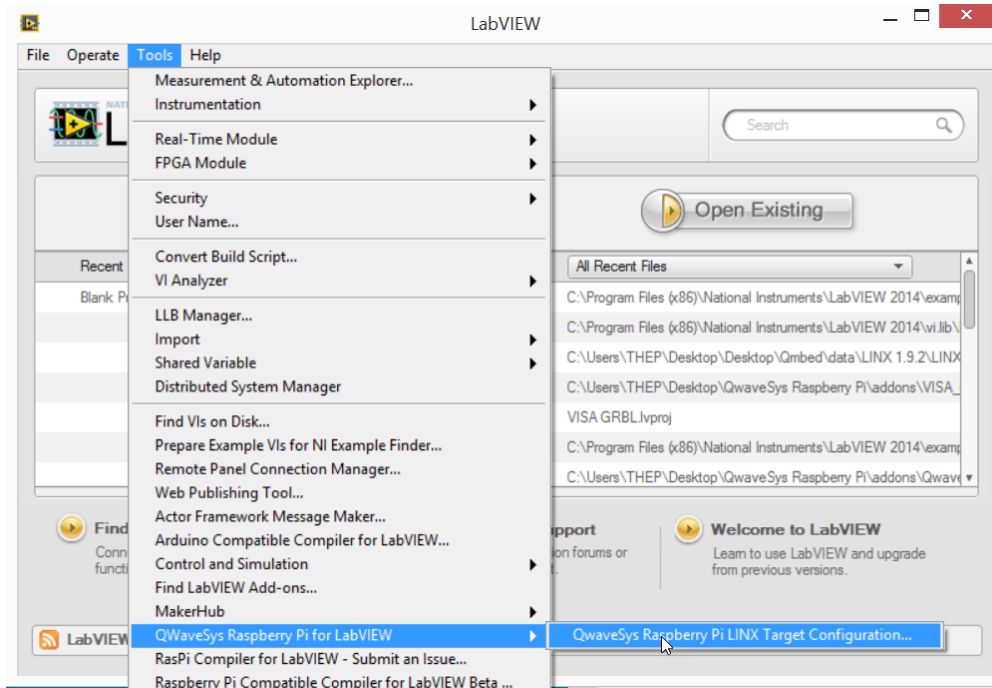 LabVIEW
File Operate Tools Help
Measurement & Automation Explorer...
Instrumentation
Real-Time Module
FPGA Module
Security
User Name...
Convert Build Script...
VI Analyzer
LLB Manager...
Import
Shared Variable
Distributed System Manager
Find VIs on Disk...
Prepare Example VIs for NI Example Finder...
Remote Panel Connection Manager...
Web Publishing Tool...
Actor Framework Message Maker...
Arduino Compatible Compiler for LabVIEW...
Control and Simulation
Find LabVIEW Add-ons...
MakerHub
QWaveSys Raspberry Pi for LabVIEW
QwaveSys Raspberry Pi LINX Target Configuration...
RasPi Compiler for LabVIEW - Submit an Issue...
Raspberry Pi Compatible Compiler for LabVIEW Beta ...
NATI
L
Search
Open Existing
Recent
All Recent Files
Blank Pr
C:\Program Files (x86)\National Instruments\LabVIEW 2014\examp
C:\Program Files (x86)\National Instruments\LabVIEW 2014\vi.lib\
C:\Users\THEP\Desktop\Desktop\Qmbed\data\LINX 1.9.2\LINX
C:\Users\THEP\Desktop\QwaveSys Raspberry Pi\addons\VISA_
VISA GRBL.lvproj
C:\Program Files (x86)\National Instruments\LabVIEW 2014\examp
C:\Users\THEP\Desktop\QwaveSys Raspberry Pi\addons\Qwave
Find
Conn
functi
pport
ion forums or
t.
Welcome to LabVIEW
Learn to use LabVIEW and upgrade
from previous versions.
LabVIEW